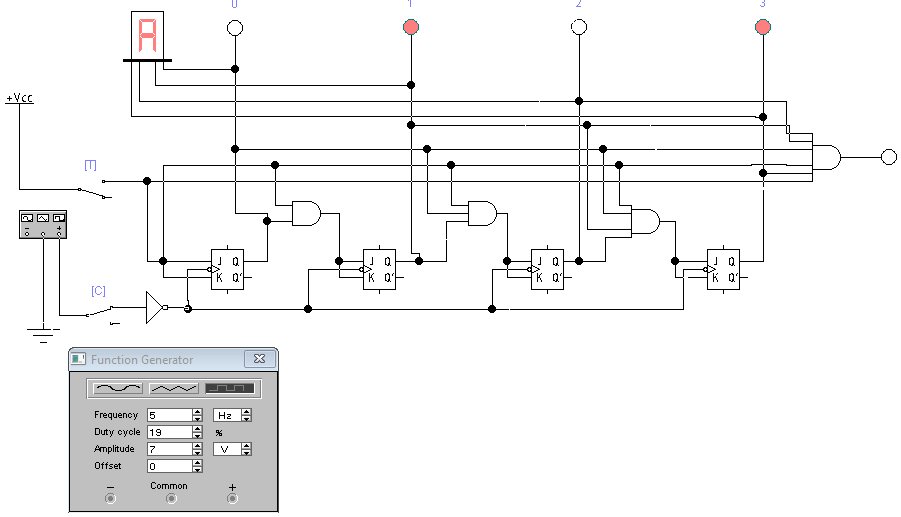 0 1 2 3
A
+Vcc
[T]
J Q J Q J Q J Q
K Q' K Q' K Q' K Q'
− +
[C]
Function Generator
Frequency 5 Hz
Duty cycle 19 %
Amplitude 7 V
Offset 0
− Common +